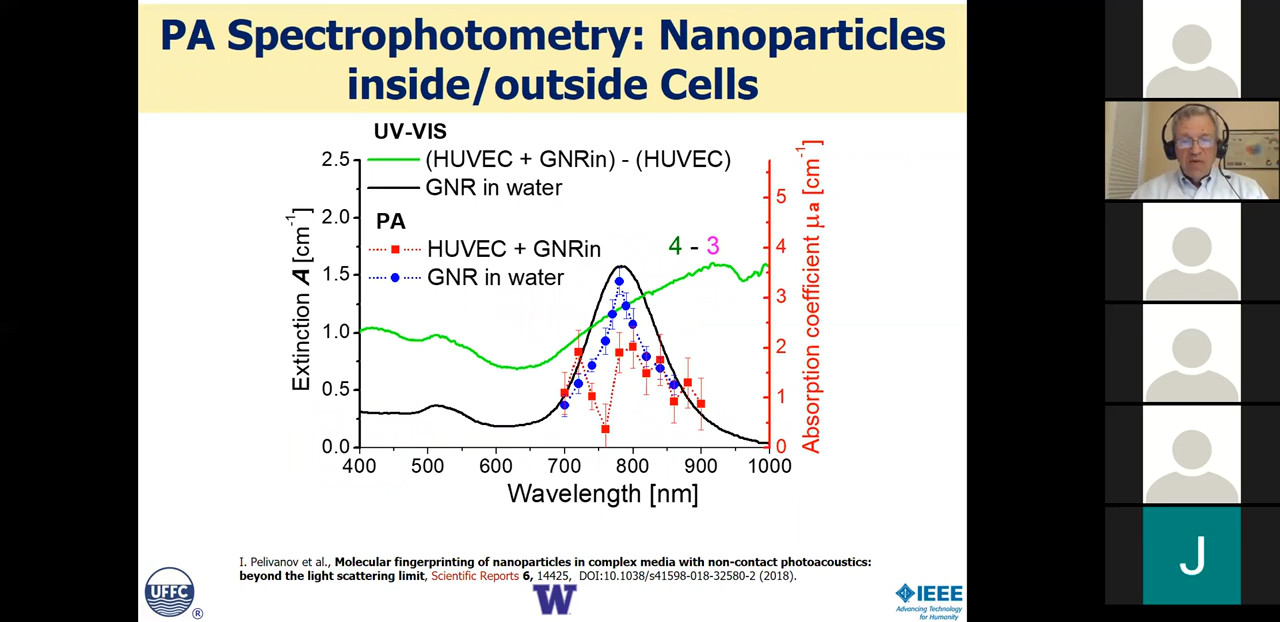 PA Spectrophotometry: Nanoparticles
inside/outside Cells
UV-VIS
(HUVEC + GNRin) - (HUVEC)
GNR in water
PA
HUVEC + GNRin
GNR in water
4 - 3
Extinction A [cm-1]
2.5
2.0
1.5
1.0
0.5
0.0
400 500 600 700 800 900 1000
Wavelength [nm]
5
4
3
2
1
0
Absorption coefficient μa [cm-1]
I. Pelivanov et al., Molecular fingerprinting of nanoparticles in complex media with non-contact photoacoustics:
beyond the light scattering limit, Scientific Reports 6, 14425, DOI:10.1038/s41598-018-32580-2 (2018).
UFFC
®
W
IEEE
Advancing Technology
for Humanity
J